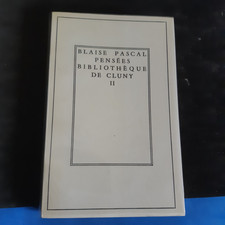 BLAISE PASCAL
PENSÉES
BIBLIOTHÈQUE
DE CLUNY
II